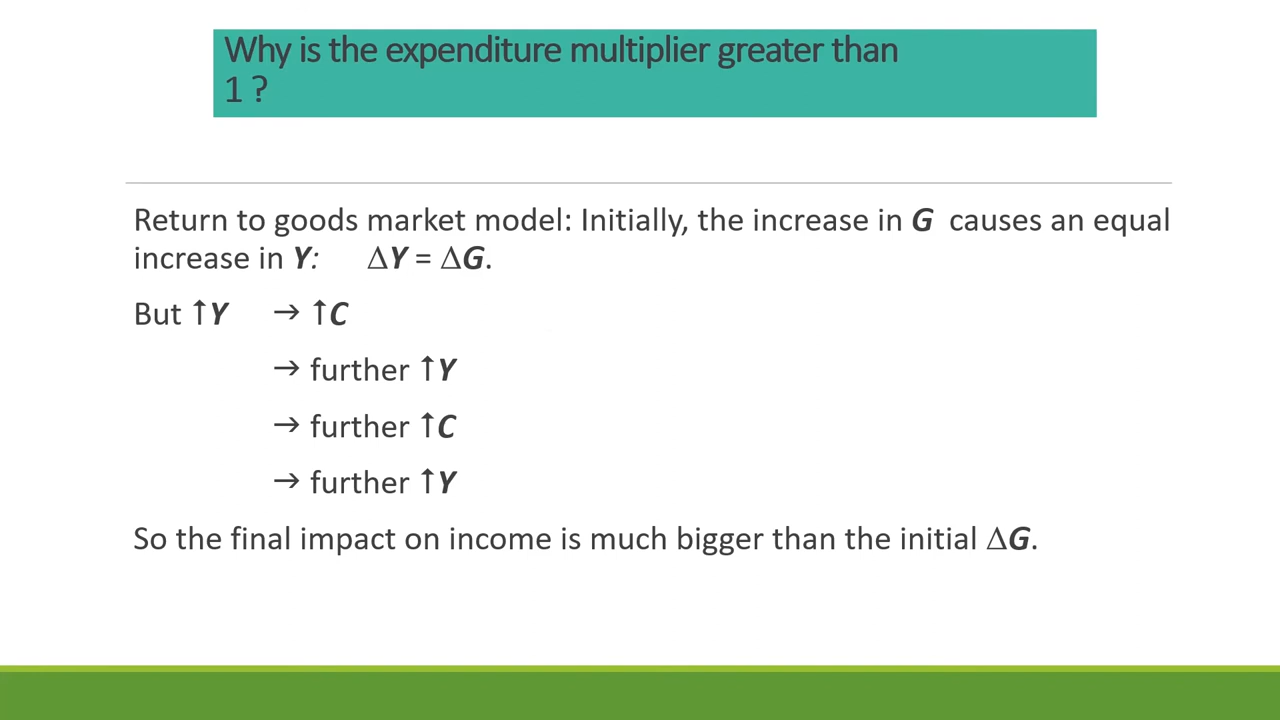 Why is the expenditure multiplier greater than
1 ?
Return to goods market model: Initially, the increase in G causes an equal
increase in Y: ΔY = ΔG.
But ↑Y → ↑C
→ further ↑Y
→ further ↑C
→ further ↑Y
So the final impact on income is much bigger than the initial ΔG.